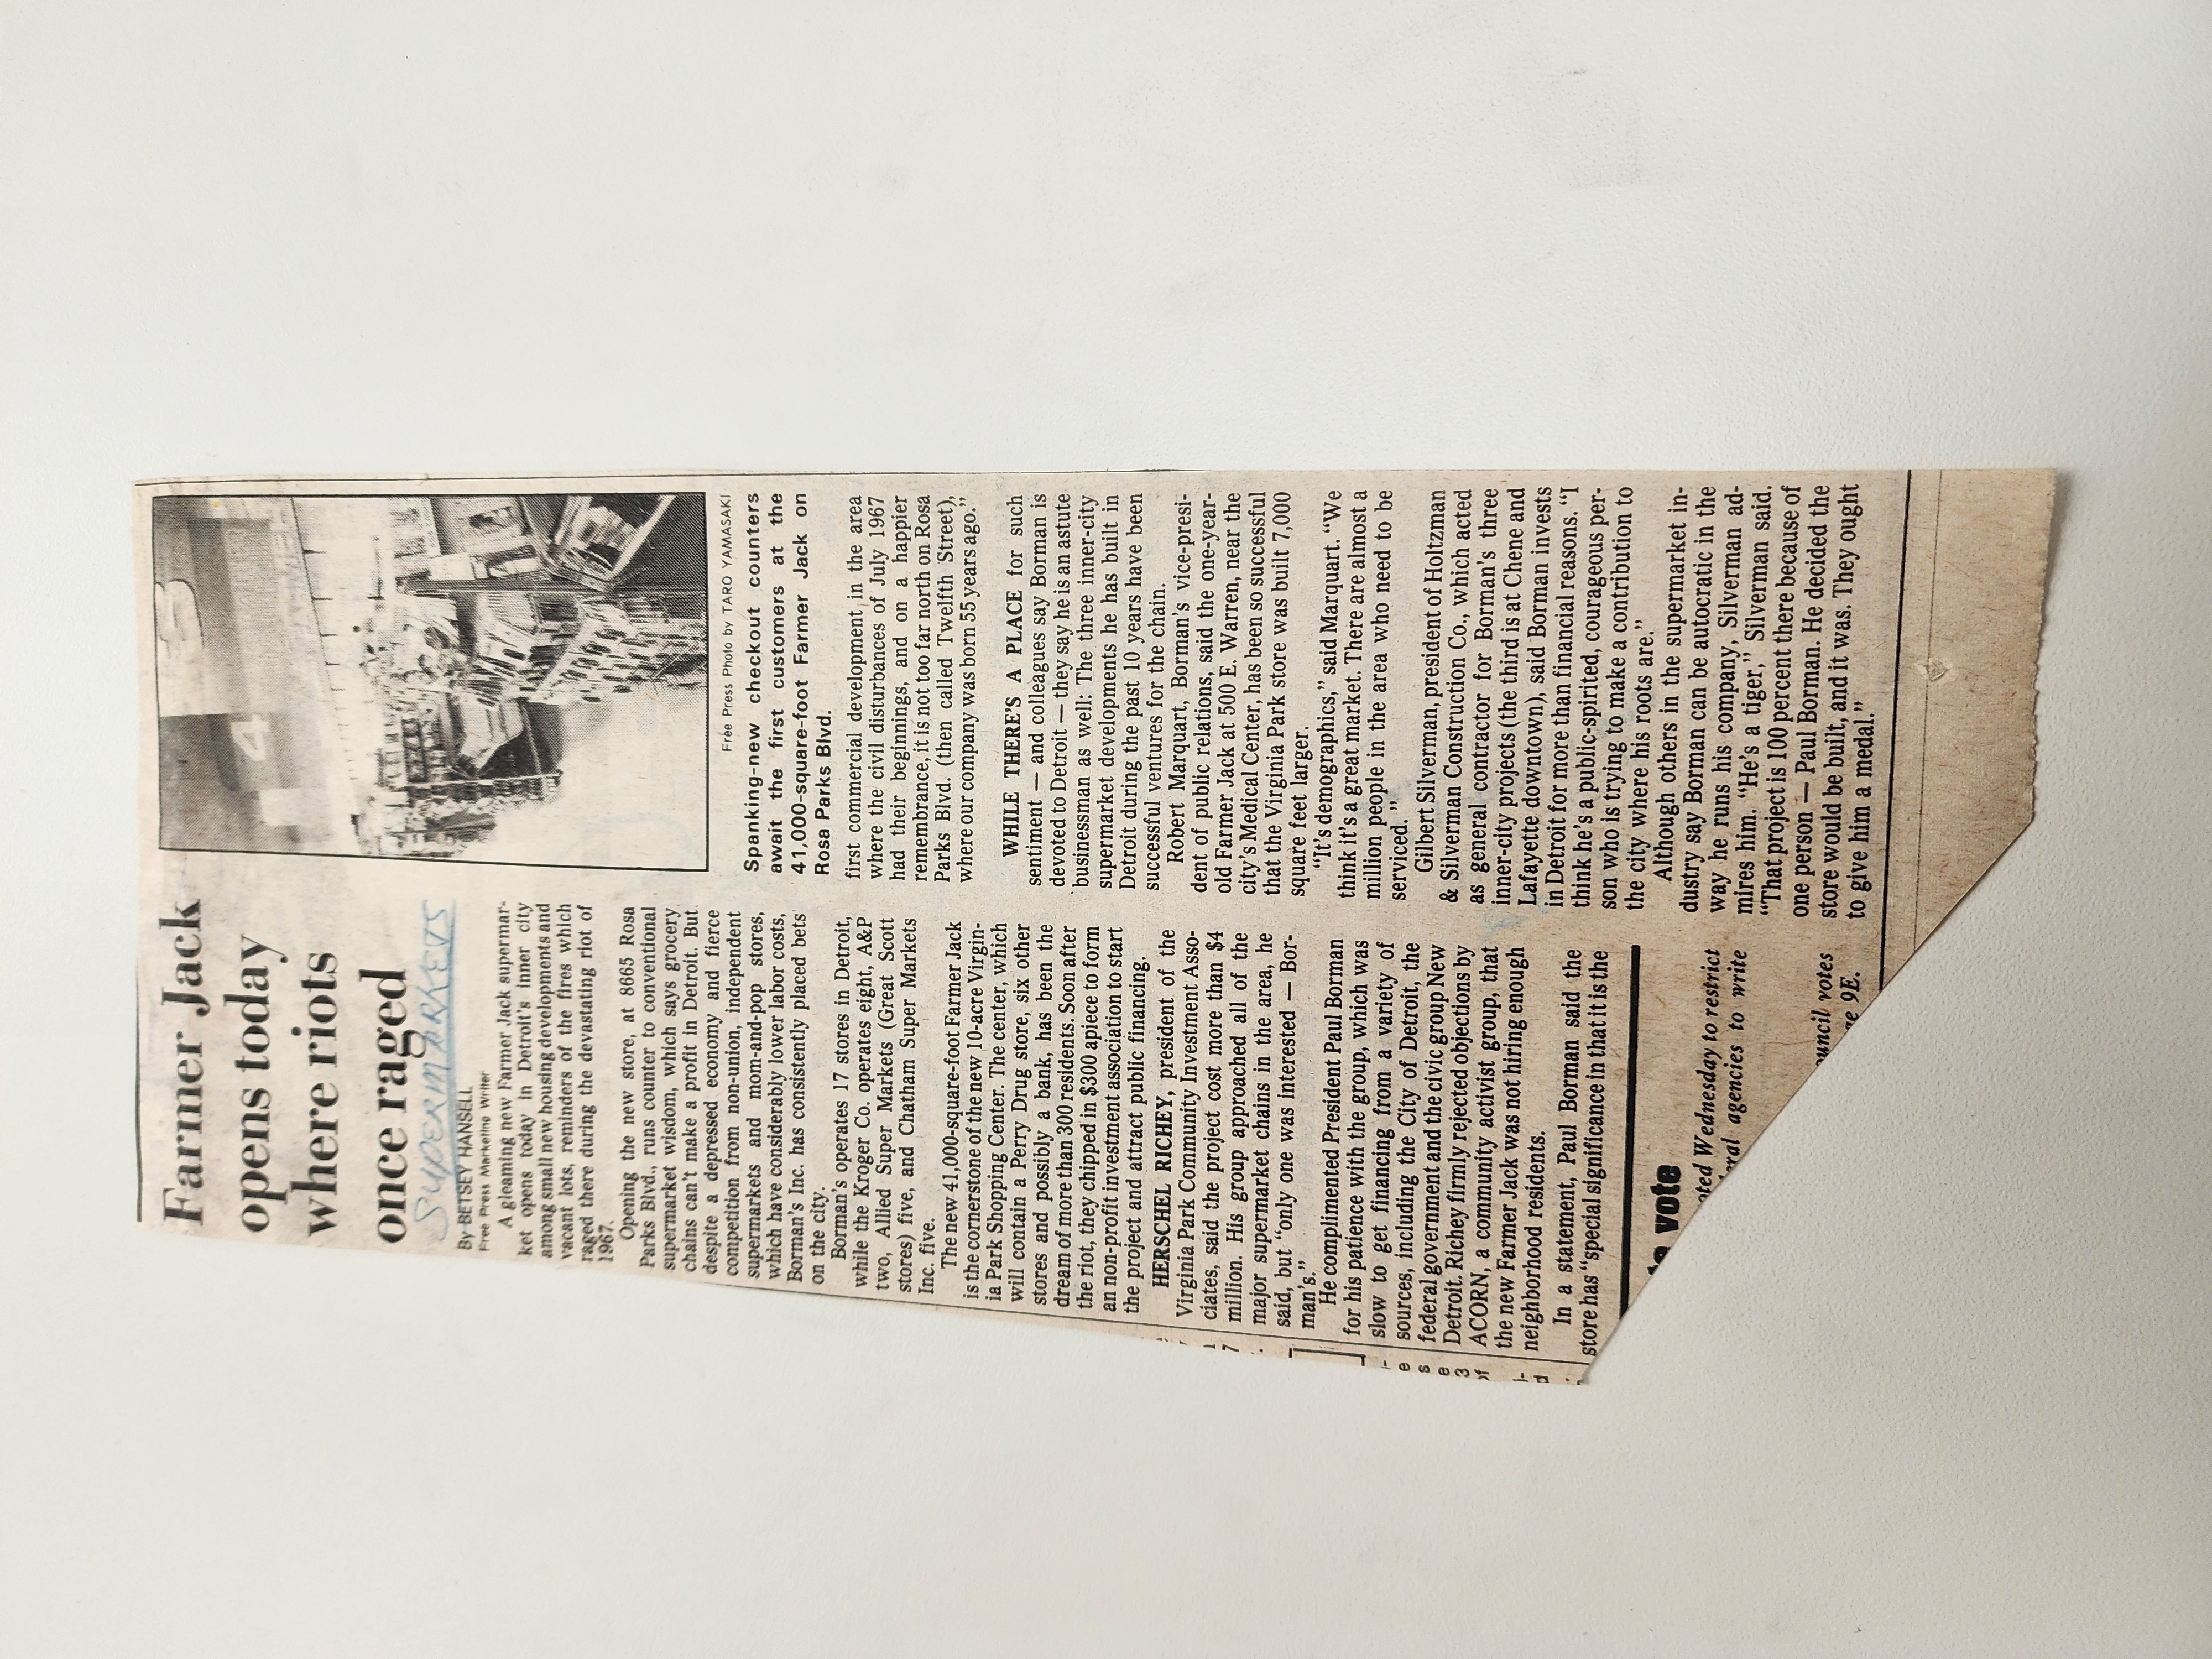 Farmer Jack
opens today
where riots
once raged
SUPERMARKETS
By BETSEY HANSELL
Free Press Marketing Writer
A gleaming new Farmer Jack supermar-
ket opens today in Detroit's inner city
among small new housing developments and
vacant lots, reminders of the fires which
raged there during the devastating riot of
1967.
Opening the new store, at 8665 Rosa
Parks Blvd., runs counter to conventional
supermarket wisdom, which says grocery
chains can't make a profit in Detroit. But
despite a depressed economy and fierce
competition from non-union, independent
supermarkets and mom-and-pop stores,
which have considerably lower labor costs,
Borman's Inc. has consistently placed bets
on the city.
Borman's operates 17 stores in Detroit,
while the Kroger Co. operates eight, A&P
two, Allied Super Markets (Great Scott
stores) five, and Chatham Super Markets
Inc. five.
The new 41,000-square-foot Farmer Jack
is the cornerstone of the new 10-acre Virgin-
ia Park Shopping Center. The center, which
will contain a Perry Drug store, six other
stores and possibly a bank, has been the
dream of more than 300 residents. Soon after
the riot, they chipped in $300 apiece to form
an non-profit investment association to start
the project and attract public financing.
HERSCHEL RICHEY, president of the
Virginia Park Community Investment Asso-
ciates, said the project cost more than $4
million. His group approached all of the
major supermarket chains in the area, he
said, but "only one was interested — Bor-
man's."
He complimented President Paul Borman
for his patience with the group, which was
slow to get financing from a variety of
sources, including the City of Detroit, the
federal government and the civic group New
Detroit. Richey firmly rejected objections by
ACORN, a community activist group, that
the new Farmer Jack was not hiring enough
neighborhood residents.
In a statement, Paul Borman said the
store has "special significance in that it is the
4
Free Press Photo by TARO YAMASAKI
Spanking-new checkout counters
await the first customers at the
41,000-square-foot Farmer Jack on
Rosa Parks Blvd.
first commercial development in the area
where the civil disturbances of July 1967
had their beginnings, and on a happier
remembrance, it is not too far north on Rosa
Parks Blvd. (then called Twelfth Street),
where our company was born 55 years ago."
WHILE THERE'S A PLACE for such
sentiment — and colleagues say Borman is
devoted to Detroit — they say he is an astute
businessman as well: The three inner-city
supermarket developments he has built in
Detroit during the past 10 years have been
successful ventures for the chain.
Robert Marquart, Borman's vice-presi-
dent of public relations, said the one-year-
old Farmer Jack at 500 E. Warren, near the
city's Medical Center, has been so successful
that the Virginia Park store was built 7,000
square feet larger.
"It's demographics," said Marquart. "We
think it's a great market. There are almost a
million people in the area who need to be
serviced."
Gilbert Silverman, president of Holtzman
& Silverman Construction Co., which acted
as general contractor for Borman's three
inner-city projects (the third is at Chene and
Lafayette downtown), said Borman invests
in Detroit for more than financial reasons. "I
think he's a public-spirited, courageous per-
son who is trying to make a contribution to
the city where his roots are."
Although others in the supermarket in-
dustry say Borman can be autocratic in the
way he runs his company, Silverman ad-
mires him. "He's a tiger," Silverman said.
"That project is 100 percent there because of
one person — Paul Borman. He decided the
store would be built, and it was. They ought
to give him a medal."
vote
oted Wednesday to restrict
eral agencies to write
ouncil votes
ge 9E.